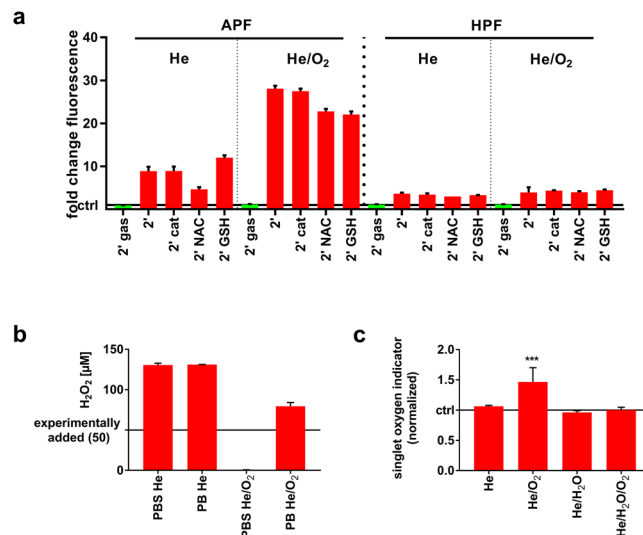 a
APF
HPF
He
He/O₂
He
He/O₂
fold change fluorescence
40
30
20
10
ctrl
2' gas
2'
2' cat
2' NAC
2' GSH
2' gas
2'
2' cat
2' NAC
2' GSH
2' gas
2'
2' cat
2' NAC
2' GSH
2' gas
2'
2' cat
2' NAC
2' GSH
b
H₂O₂ [µM]
150
100
experimentally
added (50)
0
PBS He
PB He
PBS He/O₂
PB He/O₂
c
singlet oxygen indicator
(normalized)
2.0
1.5
ctrl
0.5
0.0
***
He
He/O₂
He/H₂O
He/H₂O/O₂